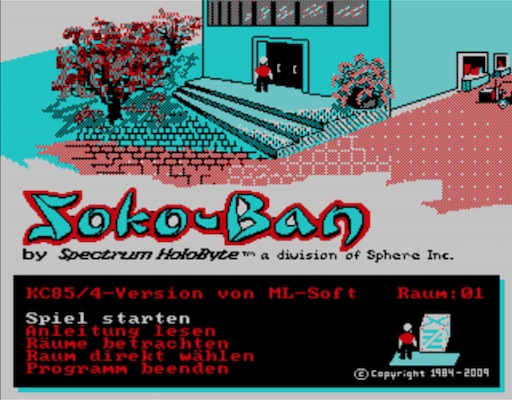 Soko-Ban
by Spectrum HoloByte™ a division of Sphere Inc.
KC85/4-Version von ML-Soft Raum:01
Spiel starten
Anleitung lesen
Räume betrachten
Raum direkt wählen
Programm beenden
©Copyright 1984-2009